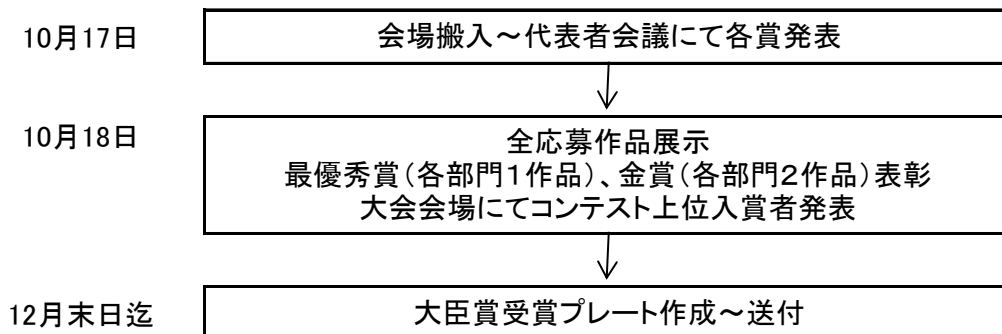 10月17日
会場搬入～代表者会議にて各賞発表
10月18日
全応募作品展示
最優秀賞(各部門1作品)、金賞(各部門2作品)表彰
大会会場にてコンテスト上位入賞者発表
12月末日迄
大臣賞受賞プレート作成～送付